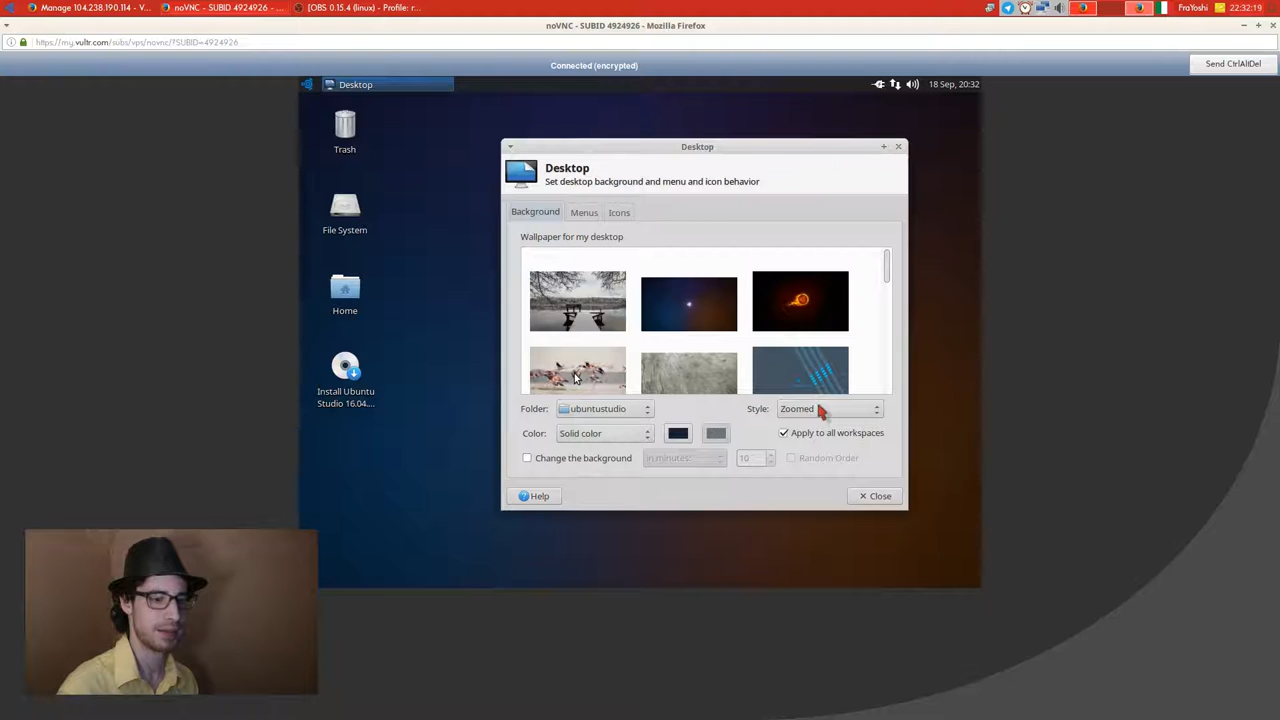 Manage 104.238.190.114 - V...
noVNC - SUBID 4924926 - ...
[OBS 0.15.4 (linux) - Profile: r...
FraYoshi
22:32:19
noVNC - SUBID 4924926 - Mozilla Firefox
https://my.vultr.com/subs/vps/novnc/?SUBID=4924926
Connected (encrypted)
Send CtrlAltDel
Desktop
18 Sep, 20:32
Trash
File System
Home
Install Ubuntu
Studio 16.04....
Desktop
Desktop
Set desktop background and menu and icon behavior
Background
Menus
Icons
Wallpaper for my desktop
Folder:
ubuntustudio
Style:
Zoomed
Color:
Solid color
Apply to all workspaces
Change the background
in minutes:
10
Random Order
Help
Close